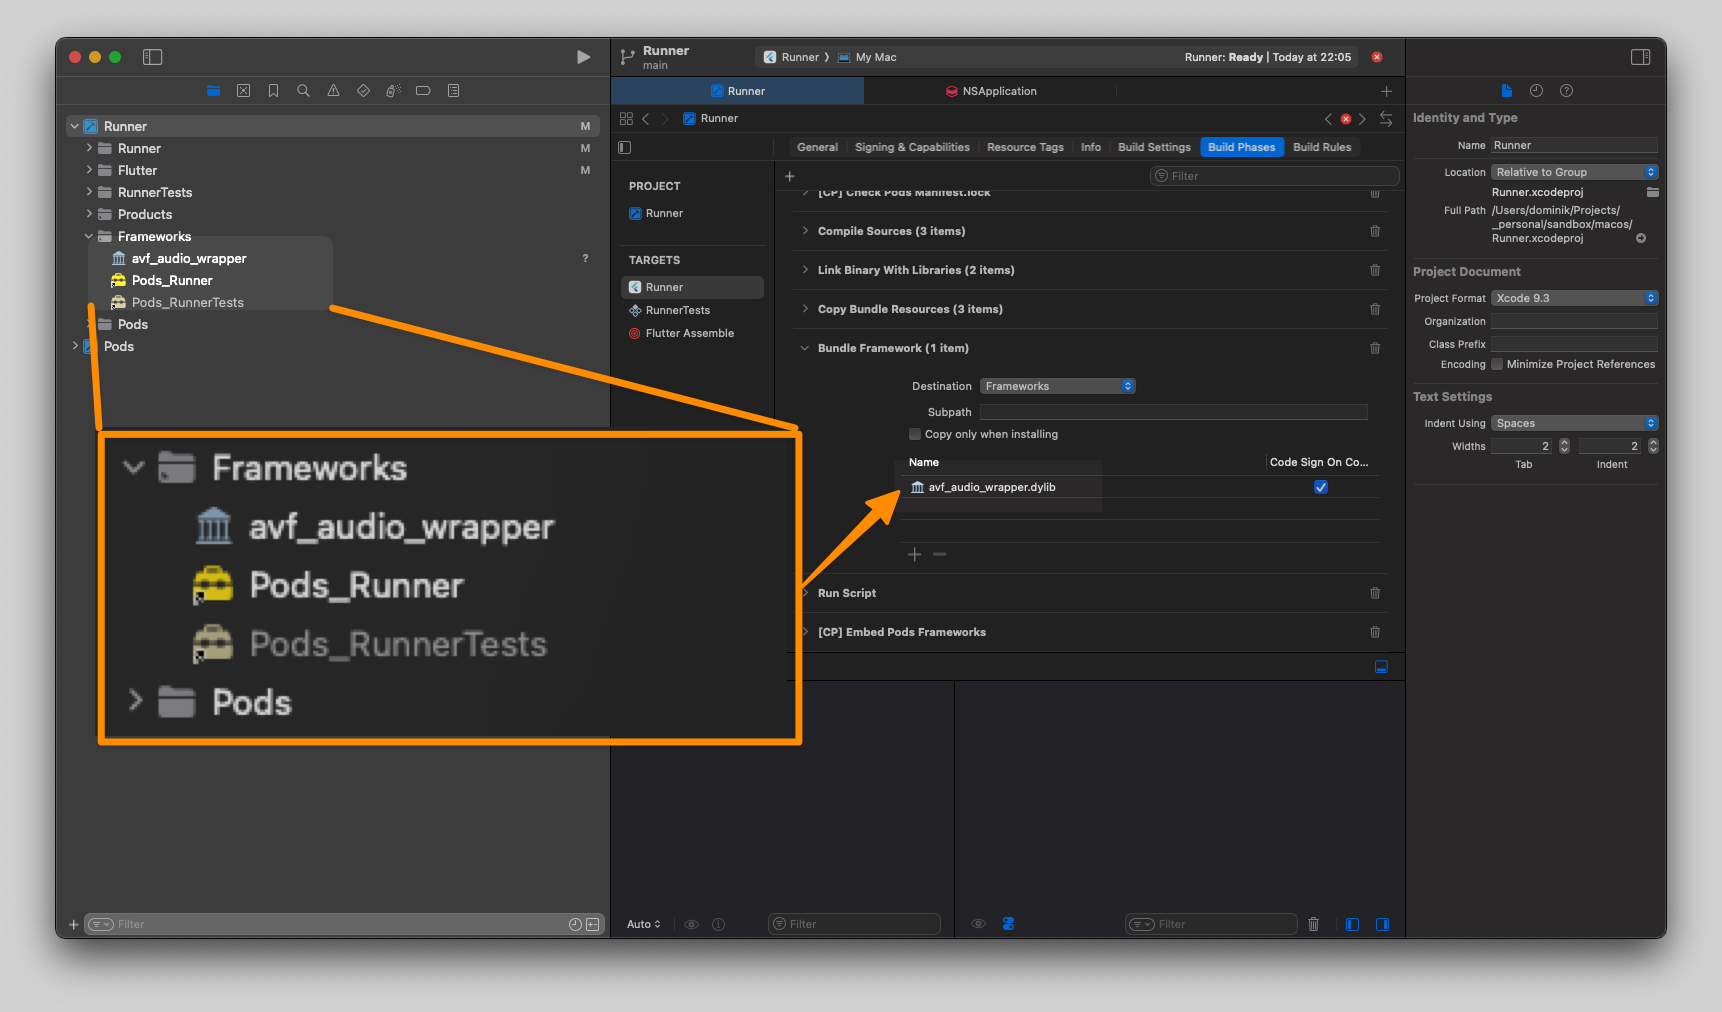 Runner
main
Runner 〉 My Mac
Runner: Ready | Today at 22:05
Runner M
Runner M
Flutter M
RunnerTests
Products
Frameworks
avf_audio_wrapper ?
Pods_Runner
Pods_RunnerTests
Pods
Pods
Frameworks
avf_audio_wrapper
Pods_Runner
Pods_RunnerTests
Pods
Filter
Runner
NSApplication
Runner
General
Signing & Capabilities
Resource Tags
Info
Build Settings
Build Phases
Build Rules
PROJECT
Runner
TARGETS
Runner
RunnerTests
Flutter Assemble
Filter
[CP] Check Pods Manifest.lock
Compile Sources (3 items)
Link Binary With Libraries (2 items)
Copy Bundle Resources (3 items)
Bundle Framework (1 item)
Destination Frameworks
Subpath
Copy only when installing
Name Code Sign On Co...
avf_audio_wrapper.dylib
Run Script
[CP] Embed Pods Frameworks
Auto
Filter
Filter
Identity and Type
Name Runner
Location Relative to Group
Runner.xcodeproj
Full Path /Users/dominik/Projects/
_personal/sandbox/macos/
Runner.xcodeproj
Project Document
Project Format Xcode 9.3
Organization
Class Prefix
Encoding Minimize Project References
Text Settings
Indent Using Spaces
Widths 2 2
Tab Indent